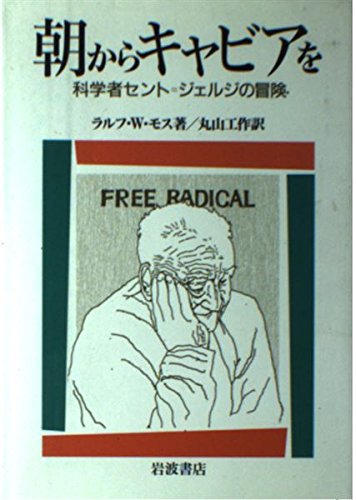 朝からキャビアを
科学者セント=ジェルジの冒険
ラルフ・W・モス著/丸山工作訳
FREE RADICAL
岩波書店